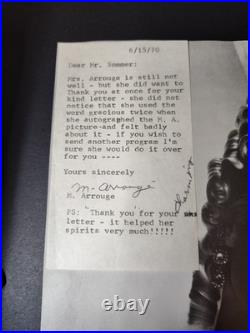 6/15/70
Dear Mr. Sommer:
Mrs. Arrouge is still not
well - but she did want to
Thank you at once for your
kind letter - she did not
notice that she used the
word gracious twice when
she autographed the M. A.
picture-and felt badly
about it - if you wish to
send another program I'm
sure she would do it over
for you ----
Yours sincerely
M- Arrouge
M. Arrouge
PS: "Thank you" for your
letter - it helped her
spirits very much!!!!!